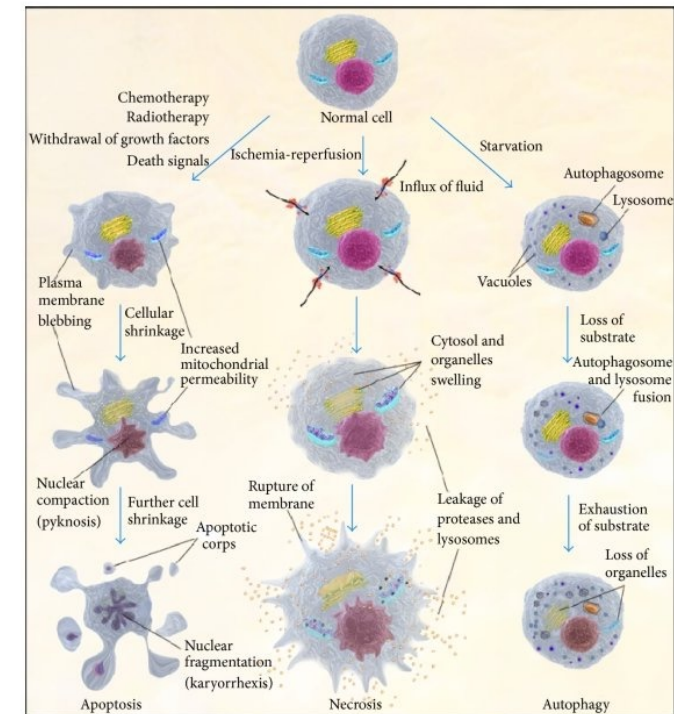 Normal cell
Chemotherapy
Radiotherapy
Withdrawal of growth factors
Death signals
Ischemia-reperfusion
Starvation
Influx of fluid
Autophagosome
Lysosome
Vacuoles
Plasma
membrane
blebbing
Cellular
shrinkage
Increased
mitochondrial
permeability
Cytosol and
organelles
swelling
Loss of
substrate
Autophagosome
and lysosome
fusion
Nuclear
compaction
(pyknosis)
Further cell
shrinkage
Apoptotic
corps
Rupture of
membrane
Leakage of
proteases and
lysosomes
Exhaustion
of substrate
Loss of
organelles
Nuclear
fragmentation
(karyorrhexis)
Apoptosis
Necrosis
Autophagy